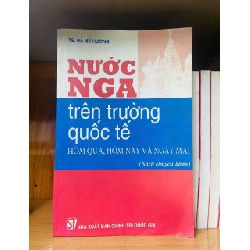 TS. HÀ MỸ HƯƠNG
NƯỚC
NGA
trên trường
quốc tế
HÔM QUA, HÔM NAY VÀ NGÀY MAI
(Sách tham khảo)
NHÀ XUẤT BẢN CHÍNH TRỊ QUỐC GIA